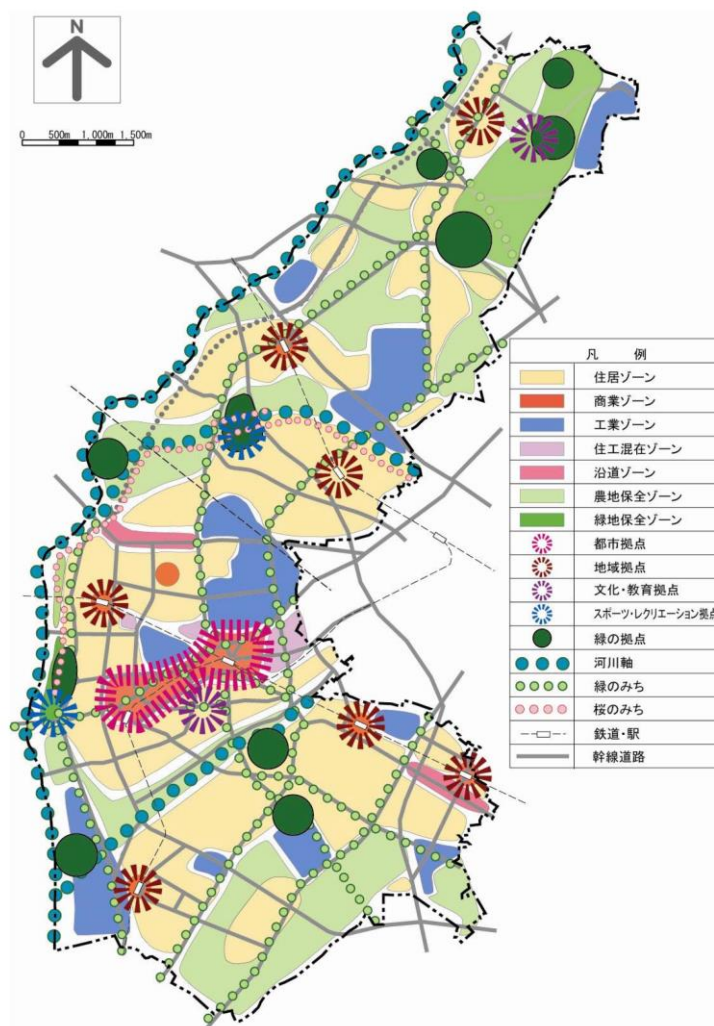 N
0 500m 1,000m 1,500m
凡 例
住居ゾーン
商業ゾーン
工業ゾーン
住工混在ゾーン
沿道ゾーン
農地保全ゾーン
緑地保全ゾーン
都市拠点
地域拠点
文化・教育拠点
スポーツ・レクリエーション拠点
緑の拠点
河川軸
緑のみち
桜のみち
鉄道・駅
幹線道路